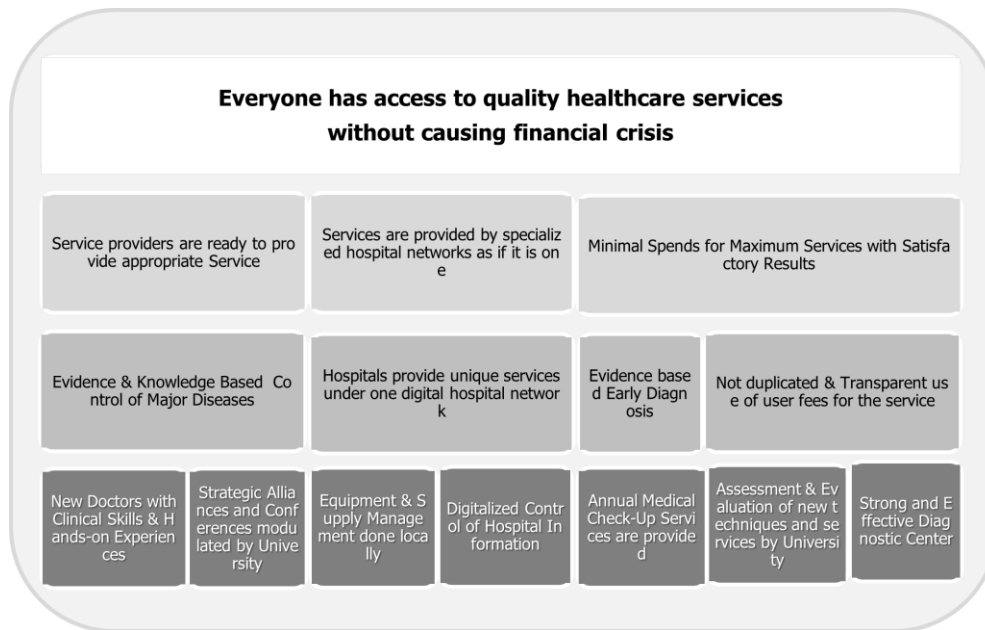 Everyone has access to quality healthcare services
without causing financial crisis
Service providers are ready to pro
vide appropriate Service
Services are provided by specializ
ed hospital networks as if it is on
e
Minimal Spends for Maximum Services with Satisfa
ctory Results
Evidence & Knowledge Based  Co
ntrol of Major Diseases
Hospitals provide unique services
under one digital hospital networ
k
Evidence base
d Early Diagn
osis
Not duplicated & Transparent us
e of user fees for the service
New Doctors with
Clinical Skills & H
ands-on Experien
ces
Strategic Allia
nces and Conf
erences modu
lated by Unive
rsity
Equipment & S
upply Manage
ment done loca
lly
Digitalized Contr
ol of Hospital In
formation
Annual Medical
Check-Up Servi
ces are provide
d
Assessment & Ev
aluation of new t
echniques and se
rvices by Universi
ty
Strong and E
ffective Diag
nostic Center